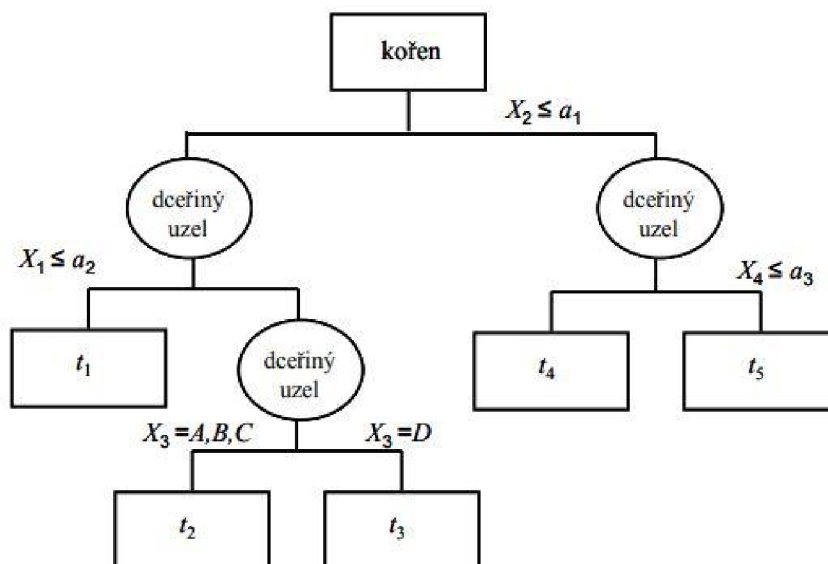 kořen
X₂ ≤ a₁
dceřiný
uzel
dceřiný
uzel
X₁ ≤ a₂
X₄ ≤ a₃
t₁
dceřiný
uzel
t₄
t₅
X₃ =A,B,C
X₃ =D
t₂
t₃